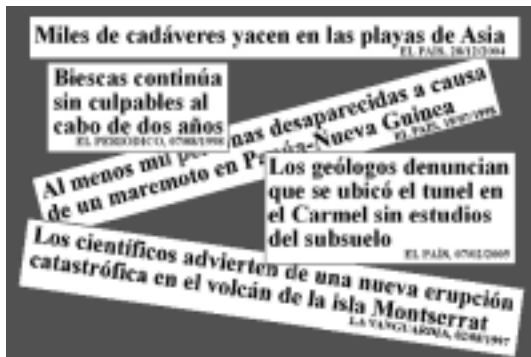 Miles de cadáveres yacen en las playas de Asia
EL PAÍS, 28/12/2004
Biescas continúa
sin culpables al
cabo de dos años
EL PERIÓDICO, 07/08/1998
Al menos mil personas desaparecidas a causa
de un maremoto en Papúa-Nueva Guinea
EL PAÍS, 19/07/1998
Los geólogos denuncian
que se ubicó el tunel en
el Carmel sin estudios
del subsuelo
EL PAÍS, 07/02/2005
Los científicos advierten de una nueva erupción
catastrófica en el volcán de la isla Montserrat
LA VANGUARDIA, 02/08/1997